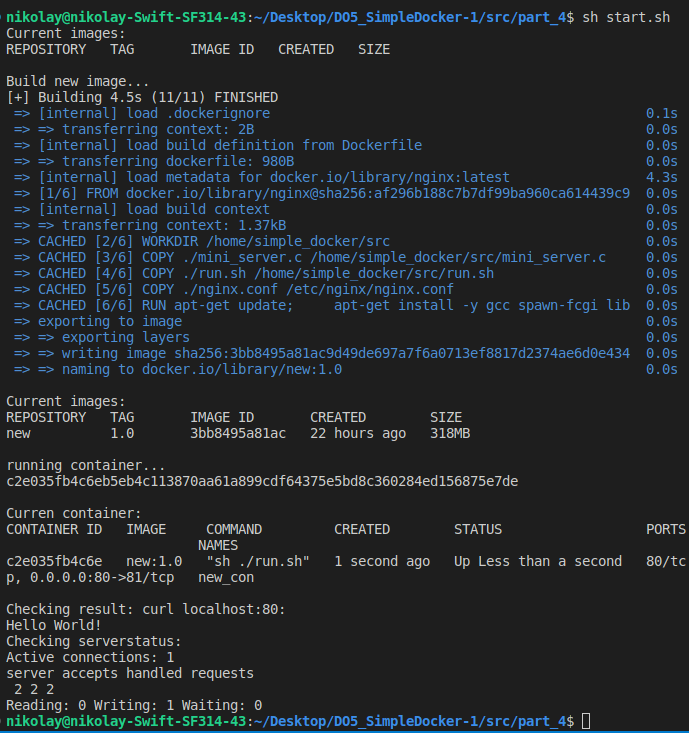 nikolay@nikolay-Swift-SF314-43:~/Desktop/DO5_SimpleDocker-1/src/part_4$ sh start.sh
Current images:
REPOSITORY   TAG       IMAGE ID   CREATED   SIZE
Build new image...
[+] Building 4.5s (11/11) FINISHED
=> [internal] load .dockerignore 0.1s
=> => transferring context: 2B 0.0s
=> [internal] load build definition from Dockerfile 0.0s
=> => transferring dockerfile: 980B 0.0s
=> [internal] load metadata for docker.io/library/nginx:latest 4.3s
=> [1/6] FROM docker.io/library/nginx@sha256:af296b188c7b7df99ba960ca614439c9 0.0s
=> [internal] load build context 0.0s
=> => transferring context: 1.37kB 0.0s
=> CACHED [2/6] WORKDIR /home/simple_docker/src 0.0s
=> CACHED [3/6] COPY ./mini_server.c /home/simple_docker/src/mini_server.c 0.0s
=> CACHED [4/6] COPY ./run.sh /home/simple_docker/src/run.sh 0.0s
=> CACHED [5/6] COPY ./nginx.conf /etc/nginx/nginx.conf 0.0s
=> CACHED [6/6] RUN apt-get update;     apt-get install -y gcc spawn-fcgi lib 0.0s
=> exporting to image 0.0s
=> => exporting layers 0.0s
=> => writing image sha256:3bb8495a81ac9d49de697a7f6a0713ef8817d2374ae6d0e434 0.0s
=> => naming to docker.io/library/new:1.0 0.0s
Current images:
REPOSITORY   TAG       IMAGE ID       CREATED        SIZE
new          1.0       3bb8495a81ac   22 hours ago   318MB
running container...
c2e035fb4c6eb5eb4c113870aa61a899cdf64375e5bd8c360284ed156875e7de
Curren container:
CONTAINER ID   IMAGE     COMMAND         CREATED        STATUS                  PORTS
NAMES
c2e035fb4c6e   new:1.0   "sh ./run.sh"   1 second ago   Up Less than a second   80/tc
p, 0.0.0.0:80->81/tcp   new_con
Checking result: curl localhost:80:
Hello World!
Checking serverstatus:
Active connections: 1
server accepts handled requests
2 2 2
Reading: 0 Writing: 1 Waiting: 0
nikolay@nikolay-Swift-SF314-43:~/Desktop/DO5_SimpleDocker-1/src/part_4$